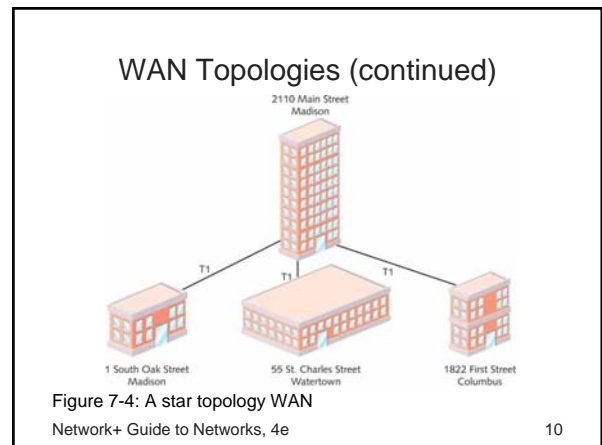 WAN Topologies (continued)
2110 Main Street
Madison
T1
T1
T1
1 South Oak Street
Madison
55 St. Charles Street
Watertown
1822 First Street
Columbus
Figure 7-4: A star topology WAN
Network+ Guide to Networks, 4e
10